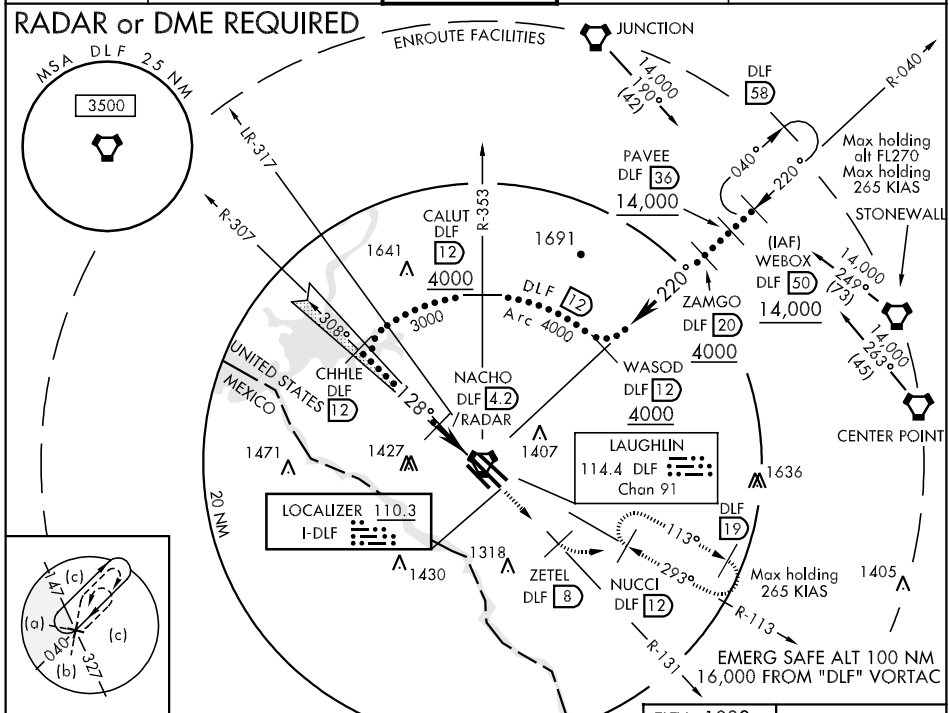 RADAR or DME REQUIRED
MSA DLF 25 NM
3500
ENROUTE FACILITIES
JUNCTION
14,000
190°
(42)
DLF
58
R-040
040°
220°
Max holding
alt FL270
Max holding
265 KIAS
PAVEE
DLF 36
14,000
STONEWALL
14,000
249°
(73)
14,000
263°
(45)
CENTER POINT
(IAF)
WEBOX
DLF 50
14,000
ZAMGO
DLF 20
4000
220°
LR-317
R-307
R-353
CALUT
DLF
12
4000
1641
1691
DLF 12
Arc 4000
3000
308°
128°
WASOD
DLF 12
4000
UNITED STATES
MEXICO
CHHLE
DLF
12
NACHO
DLF 4.2
/RADAR
1407
1471
1427
LAUGHLIN
114.4 DLF
Chan 91
1636
20 NM
LOCALIZER 110.3
I-DLF
1430
1318
ZETEL
DLF 8
NUCCI
DLF 12
113°
293°
DLF
19
Max holding
265 KIAS
1405
R-113
R-131
EMERG SAFE ALT 100 NM
16,000 FROM "DLF" VORTAC
147
(c)
(a)
(c)
040
(b)
327